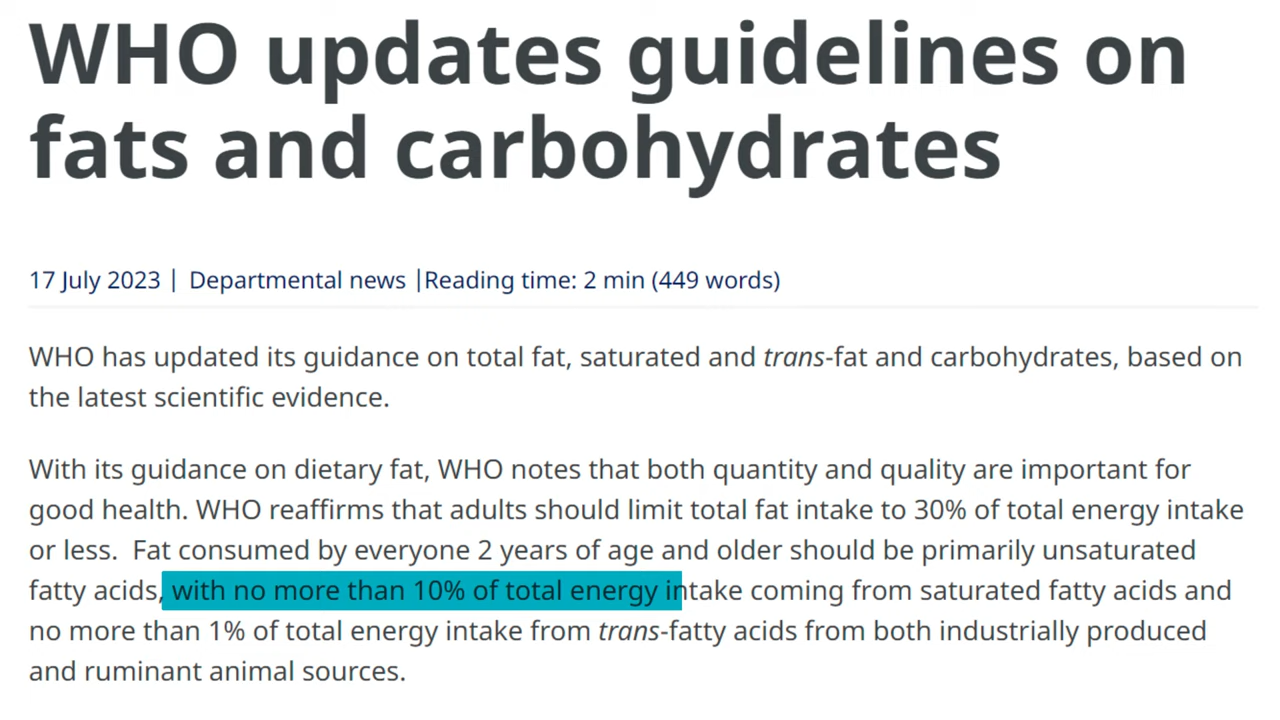 WHO updates guidelines on
fats and carbohydrates
17 July 2023 | Departmental news | Reading time: 2 min (449 words)
WHO has updated its guidance on total fat, saturated and trans-fat and carbohydrates, based on
the latest scientific evidence.
With its guidance on dietary fat, WHO notes that both quantity and quality are important for
good health. WHO reaffirms that adults should limit total fat intake to 30% of total energy intake
or less. Fat consumed by everyone 2 years of age and older should be primarily unsaturated
fatty acids, with no more than 10% of total energy intake coming from saturated fatty acids and
no more than 1% of total energy intake from trans-fatty acids from both industrially produced
and ruminant animal sources.